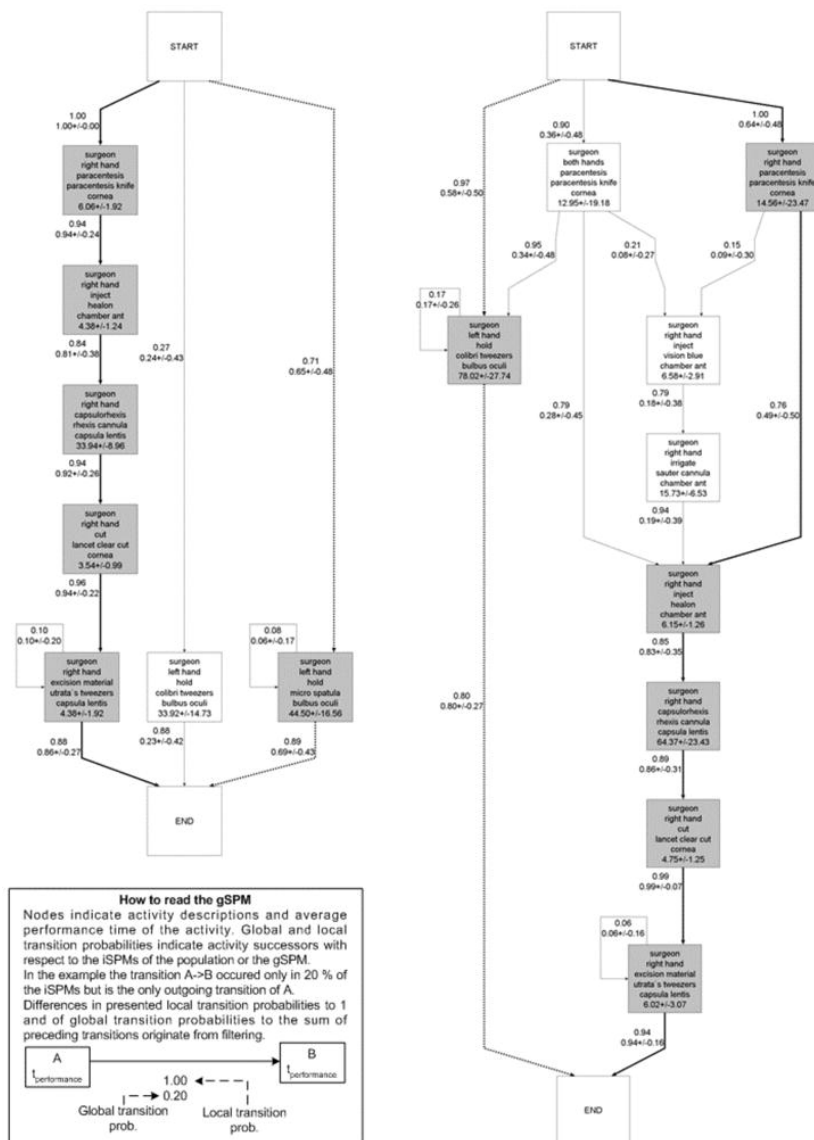 START
1.00
1.00+/-0.00
surgeon
right hand
paracentesis
paracentesis knife
cornea
6.06+/-1.92
0.94
0.94+/-0.24
surgeon
right hand
inject
healon
chamber ant
4.38+/-1.24
0.84
0.81+/-0.38
surgeon
right hand
capsulorhexis
rhexis cannula
capsula lentis
33.94+/-8.96
0.94
0.92+/-0.26
surgeon
right hand
cut
lancet clear cut
cornea
3.54+/-0.99
0.96
0.94+/-0.22
0.10
0.10+/-0.20
surgeon
right hand
excision material
utrata`s tweezers
capsula lentis
4.38+/-1.92
0.88
0.86+/-0.27
0.27
0.24+/-0.43
surgeon
left hand
hold
colibri tweezers
bulbus oculi
33.92+/-14.73
0.88
0.23+/-0.42
0.71
0.65+/-0.48
0.08
0.06+/-0.17
surgeon
left hand
hold
micro spatula
bulbus oculi
44.50+/-16.56
0.89
0.69+/-0.43
END
How to read the gSPM
Nodes indicate activity descriptions and average
performance time of the activity. Global and local
transition probabilities indicate activity successors with
respect to the iSPMs of the population or the gSPM.
In the example the transition A->B occured only in 20 % of
the iSPMs but is the only outgoing transition of A.
Differences in presented local transition probabilities to 1
and of global transition probabilities to the sum of
preceding transitions originate from filtering.
A
tperformance
B
tperformance
1.00
0.20
Global transition
prob.
Local transition
prob.
START
0.97
0.58+/-0.50
0.90
0.36+/-0.48
1.00
0.64+/-0.48
surgeon
both hands
paracentesis
paracentesis knife
cornea
12.95+/-19.18
surgeon
right hand
paracentesis
paracentesis knife
cornea
14.56+/-23.47
0.95
0.34+/-0.48
0.21
0.08+/-0.27
0.15
0.09+/-0.30
0.17
0.17+/-0.26
surgeon
left hand
hold
colibri tweezers
bulbus oculi
78.02+/-27.74
surgeon
right hand
inject
vision blue
chamber ant
6.58+/-2.91
0.79
0.28+/-0.45
0.79
0.18+/-0.38
0.76
0.49+/-0.50
surgeon
right hand
irrigate
sauter cannula
chamber ant
15.73+/-6.53
0.94
0.19+/-0.39
surgeon
right hand
inject
healon
chamber ant
6.15+/-1.26
0.85
0.83+/-0.35
surgeon
right hand
capsulorhexis
rhexis cannula
capsula lentis
64.37+/-23.43
0.89
0.86+/-0.31
0.80
0.80+/-0.27
surgeon
right hand
cut
lancet clear cut
cornea
4.75+/-1.25
0.99
0.99+/-0.07
0.06
0.06+/-0.16
surgeon
right hand
excision material
utrata`s tweezers
capsula lentis
6.02+/-3.07
0.94
0.94+/-0.16
END